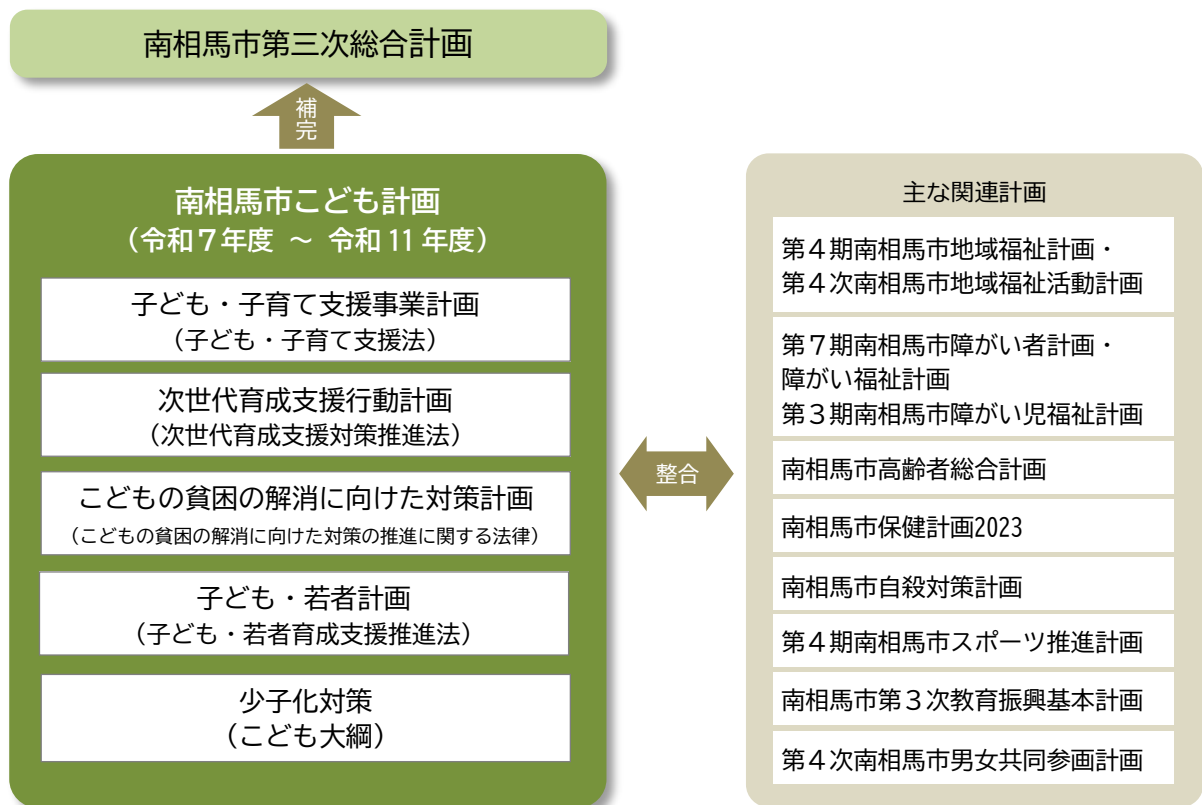 南相馬市第三次総合計画
補完
南相馬市こども計画
(令和７年度 ～ 令和 11 年度)
子ども・子育て支援事業計画
(子ども・子育て支援法)
次世代育成支援行動計画
(次世代育成支援対策推進法)
こどもの貧困の解消に向けた対策計画
(こどもの貧困の解消に向けた対策の推進に関する法律)
子ども・若者計画
(子ども・若者育成支援推進法)
少子化対策
(こども大綱)
整合
主な関連計画
第４期南相馬市地域福祉計画・
第４次南相馬市地域福祉活動計画
第７期南相馬市障がい者計画・
障がい福祉計画
第３期南相馬市障がい児福祉計画
南相馬市高齢者総合計画
南相馬市保健計画2023
南相馬市自殺対策計画
第４期南相馬市スポーツ推進計画
南相馬市第３次教育振興基本計画
第４次南相馬市男女共同参画計画